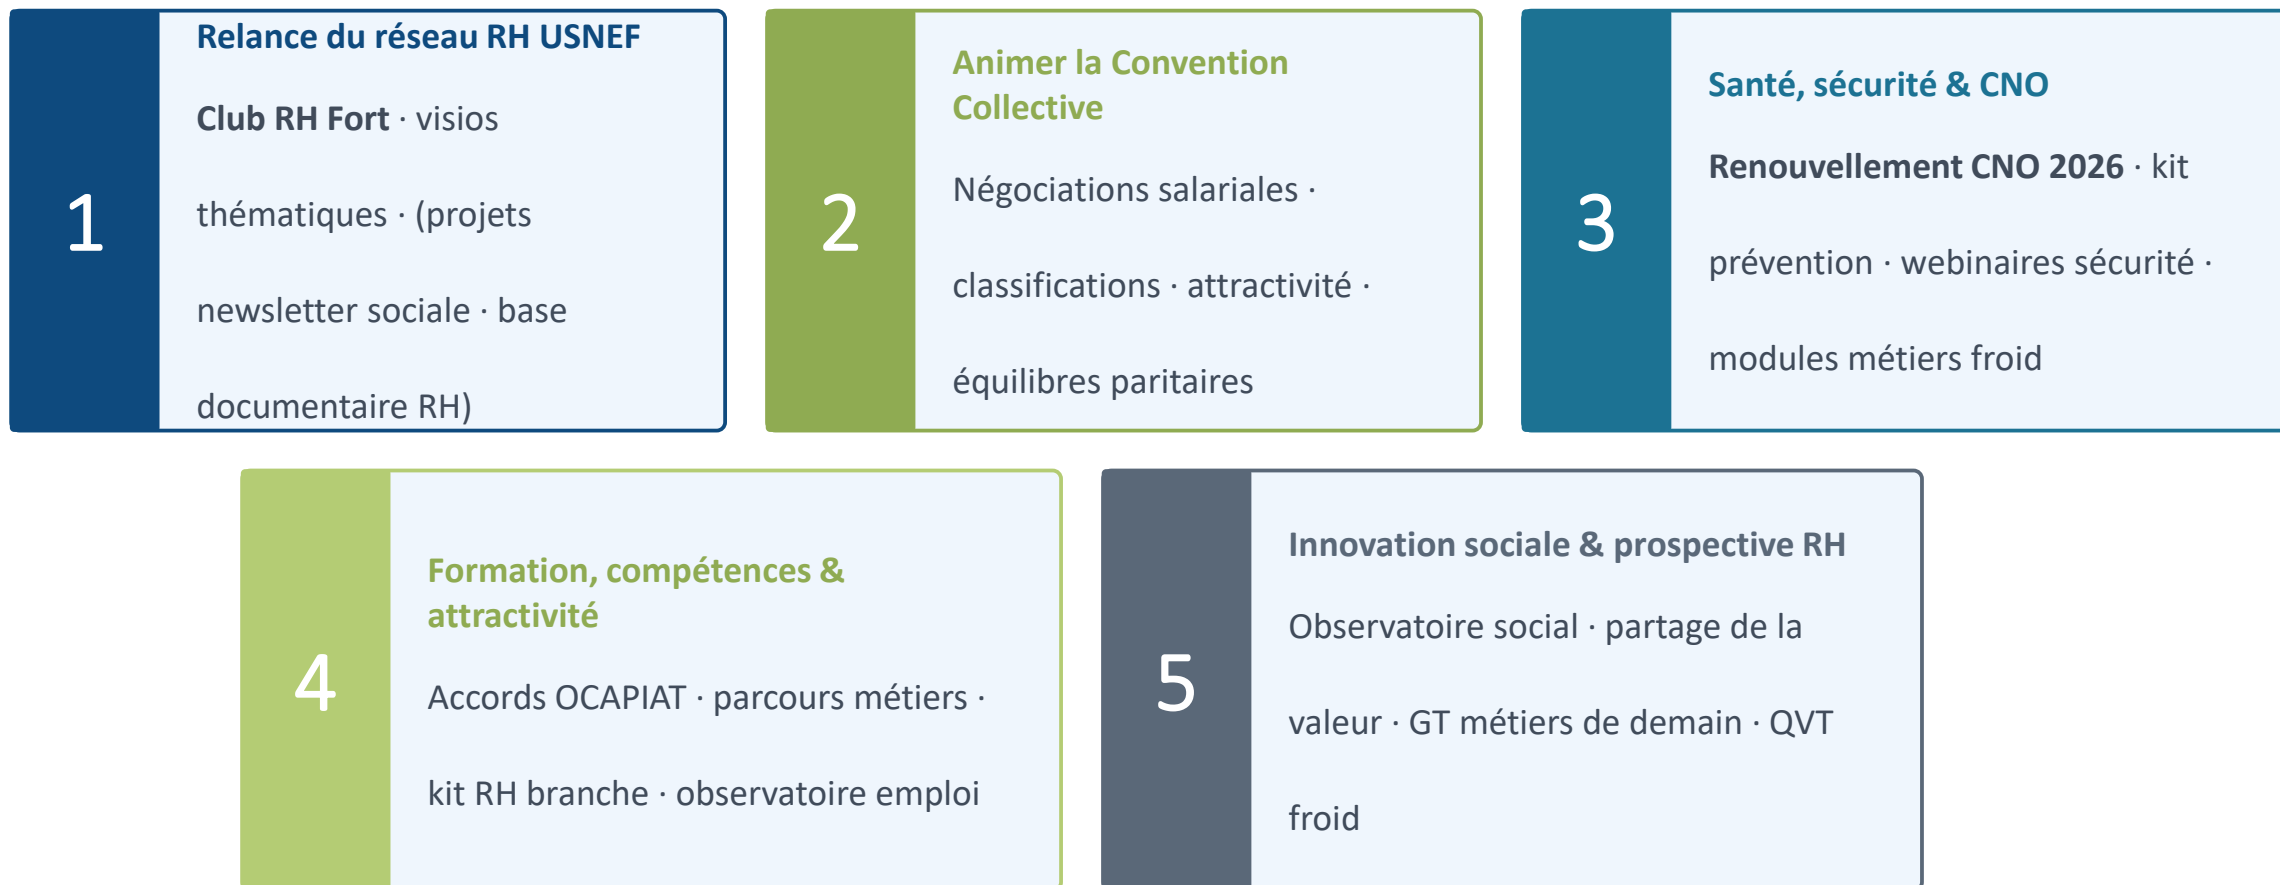 1
Relance du réseau RH USNEF
Club RH Fort · visios
thématiques · (projets
newsletter sociale · base
documentaire RH)
2
Animer la Convention
Collective
Négociations salariales ·
classifications · attractivité ·
équilibres paritaires
3
Santé, sécurité & CNO
Renouvellement CNO 2026 · kit
prévention · webinaires sécurité ·
modules métiers froid
4
Formation, compétences &
attractivité
Accords OCAPIAT · parcours métiers ·
kit RH branche · observatoire emploi
5
Innovation sociale & prospective RH
Observatoire social · partage de la
valeur · GT métiers de demain · QVT
froid